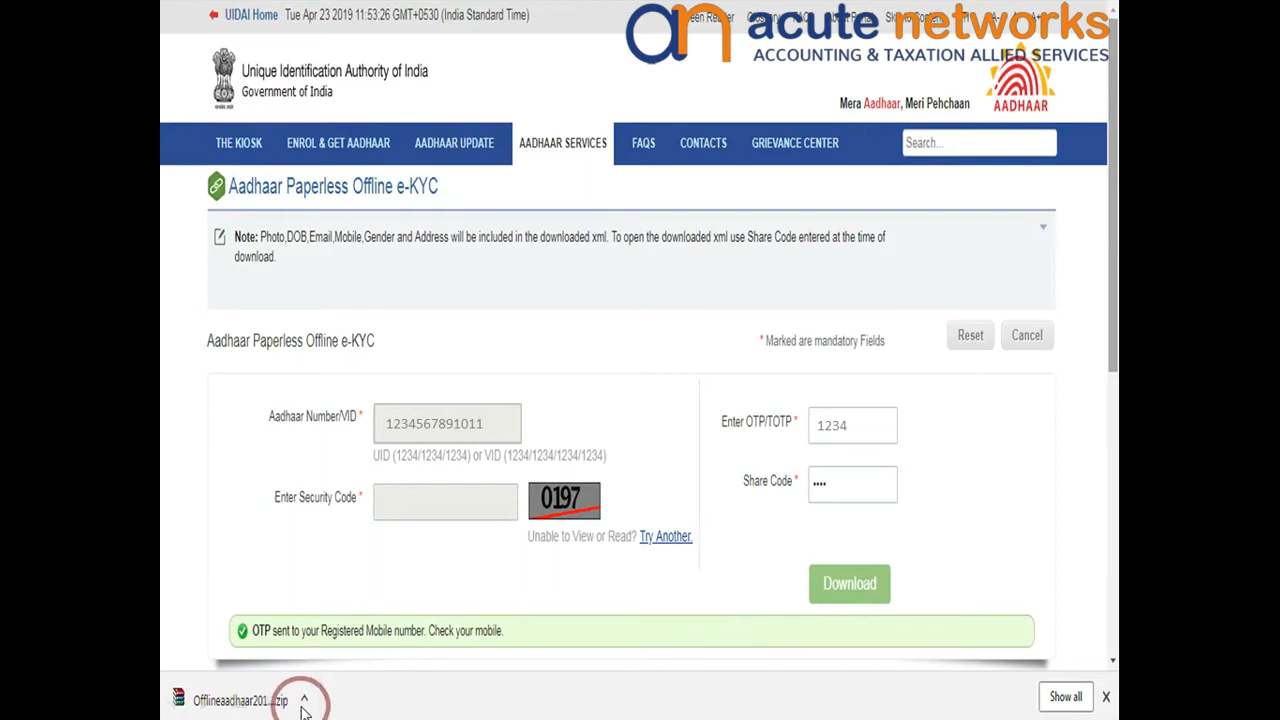 UIDAI Home Tue Apr 23 2019 11:53:26 GMT+0530 (India Standard Time)
acute networks
ACCOUNTING & TAXATION ALLIED SERVICES
Unique Identification Authority of India
Government of India
Mera Aadhaar, Meri Pehchaan
AADHAAR
THE KIOSK ENROL & GET AADHAAR AADHAAR UPDATE AADHAAR SERVICES FAQS CONTACTS GRIEVANCE CENTER Search...
Aadhaar Paperless Offline e-KYC
Note: Photo,DOB,Email,Mobile,Gender and Address will be included in the downloaded xml. To open the downloaded xml use Share Code entered at the time of
download.
Aadhaar Paperless Offline e-KYC * Marked are mandatory Fields Reset Cancel
Aadhaar Number/VID * 1234567891011 Enter OTP/TOTP * 1234
UID (1234/1234/1234) or VID (1234/1234/1234/1234)
Share Code * ••••
Enter Security Code * 0197
Unable to View or Read? Try Another.
Download
OTP sent to your Registered Mobile number. Check your mobile.
Offlineaadhaar201....zip Show all X